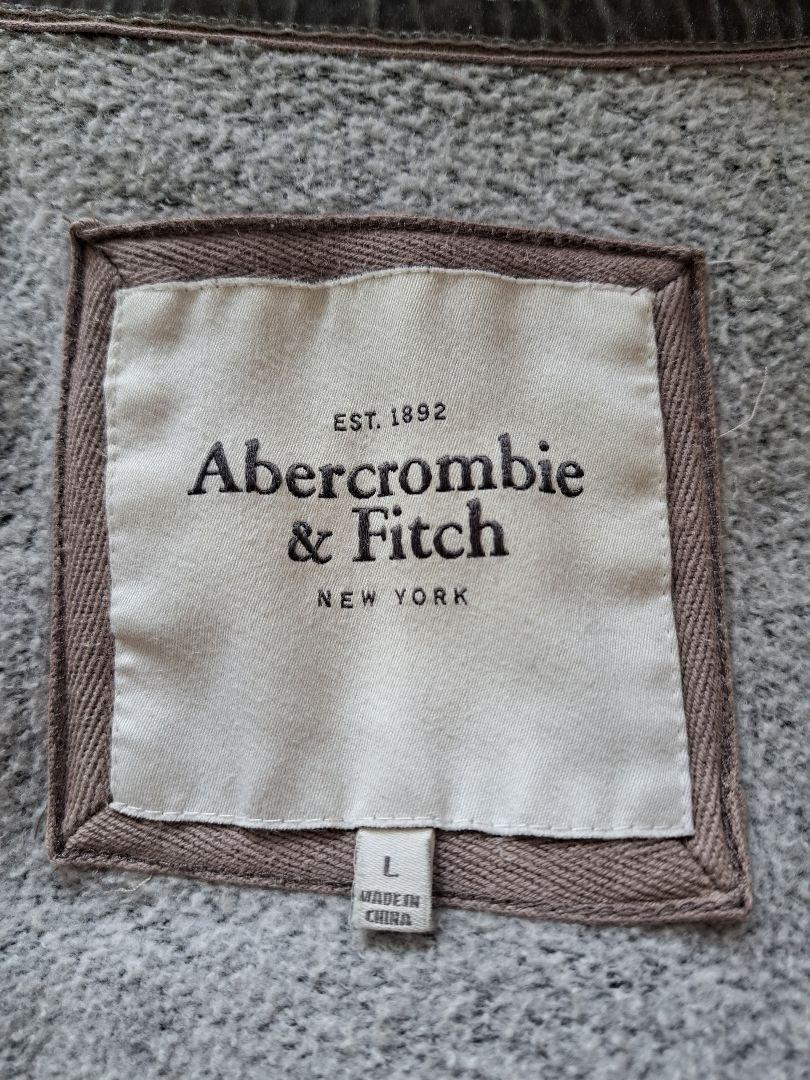 EST. 1892
Abercrombie
& Fitch
NEW YORK
L
MADE IN
CHINA